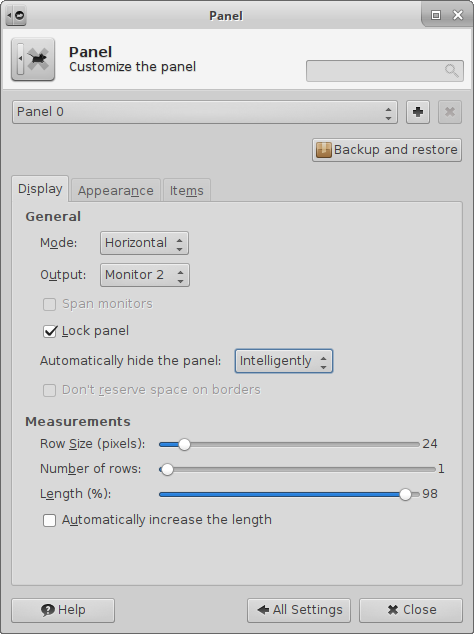 Panel
Panel
Customize the panel
Panel 0
Backup and restore
Display Appearance Items
General
Mode: Horizontal
Output: Monitor 2
Span monitors
Lock panel
Automatically hide the panel: Intelligently
Don't reserve space on borders
Measurements
Row Size (pixels): 24
Number of rows: 1
Length (%): 98
Automatically increase the length
Help All Settings Close